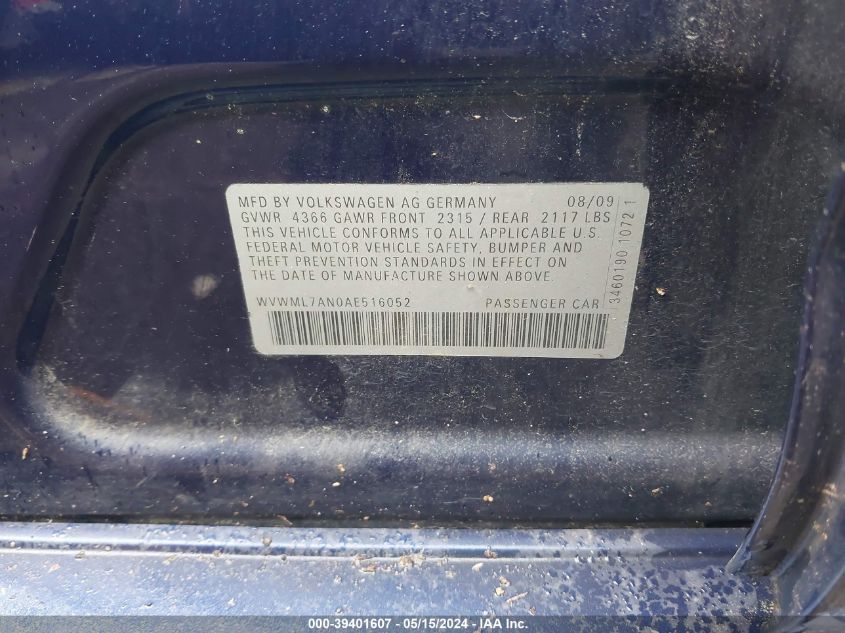 MFD BY VOLKSWAGEN AG GERMANY 08/09
GVWR 4366 GAWR FRONT 2315 / REAR 2117 LBS
THIS VEHICLE CONFORMS TO ALL APPLICABLE U.S.
FEDERAL MOTOR VEHICLE SAFETY, BUMPER AND
THEFT PREVENTION STANDARDS IN EFFECT ON
THE DATE OF MANUFACTURE SHOWN ABOVE.
WVWML7AN0AE516052 PASSENGER CAR
3460190 1072 1
000-39401607 - 05/15/2024 - IAA Inc.